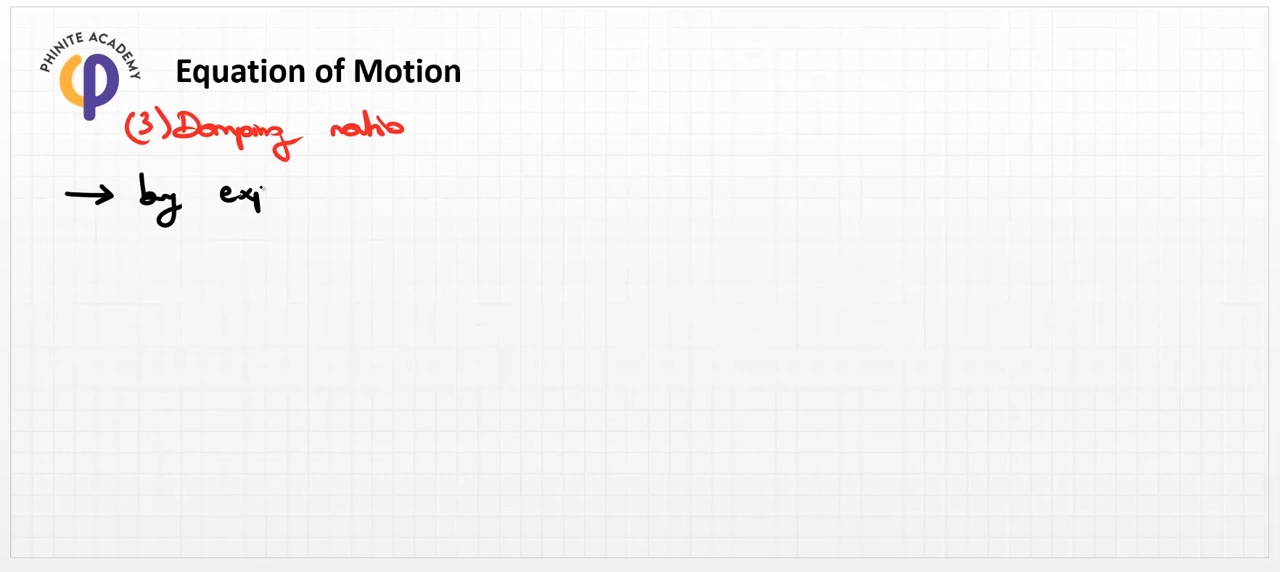 PHINITE ACADEMY
Equation of Motion
(3) Damping ratio
→ by exp